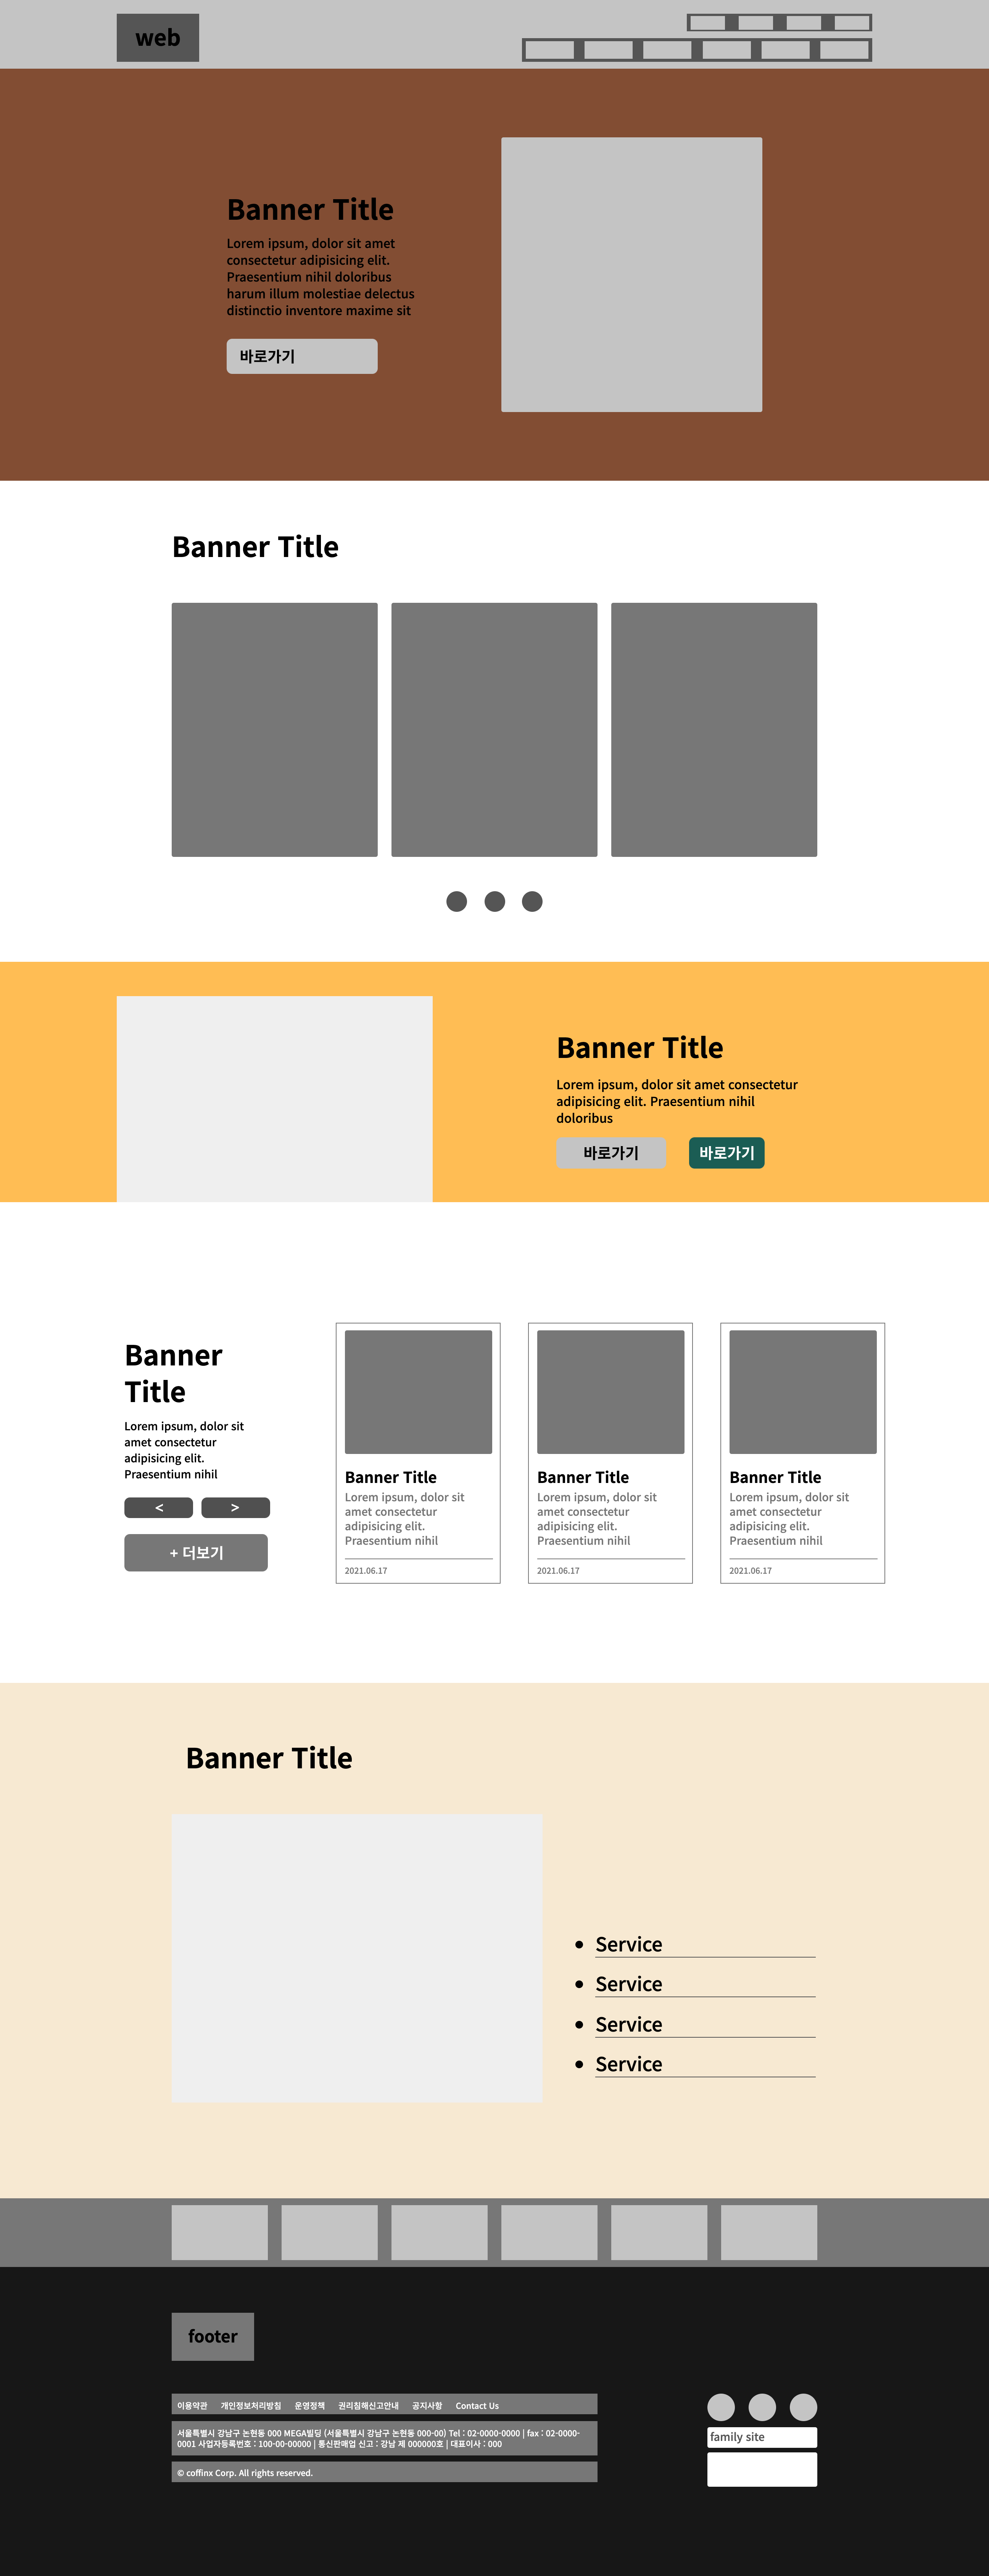 web
Banner Title
Lorem ipsum, dolor sit amet
consectetur adipisicing elit.
Praesentium nihil doloribus
harum illum molestiae delectus
distinctio inventore maxime sit
바로가기
Banner Title
Banner Title
Lorem ipsum, dolor sit amet consectetur
adipisicing elit. Praesentium nihil
doloribus
바로가기
바로가기
Banner
Title
Lorem ipsum, dolor sit
amet consectetur
adipisicing elit.
Praesentium nihil
<
>
+ 더보기
Banner Title
Lorem ipsum, dolor sit
amet consectetur
adipisicing elit.
Praesentium nihil
2021.06.17
Banner Title
Lorem ipsum, dolor sit
amet consectetur
adipisicing elit.
Praesentium nihil
2021.06.17
Banner Title
Lorem ipsum, dolor sit
amet consectetur
adipisicing elit.
Praesentium nihil
2021.06.17
Banner Title
• Service
• Service
• Service
• Service
footer
이용약관 개인정보처리방침 운영정책 권리침해신고안내 공지사항 Contact Us
서울특별시 강남구 논현동 000 MEGA빌딩 (서울특별시 강남구 논현동 000-00) Tel : 02-0000-0000 | fax : 02-0000-
0001 사업자등록번호 : 100-00-00000 | 통신판매업 신고 : 강남 제 000000호 | 대표이사 : 000
© coffinx Corp. All rights reserved.
family site